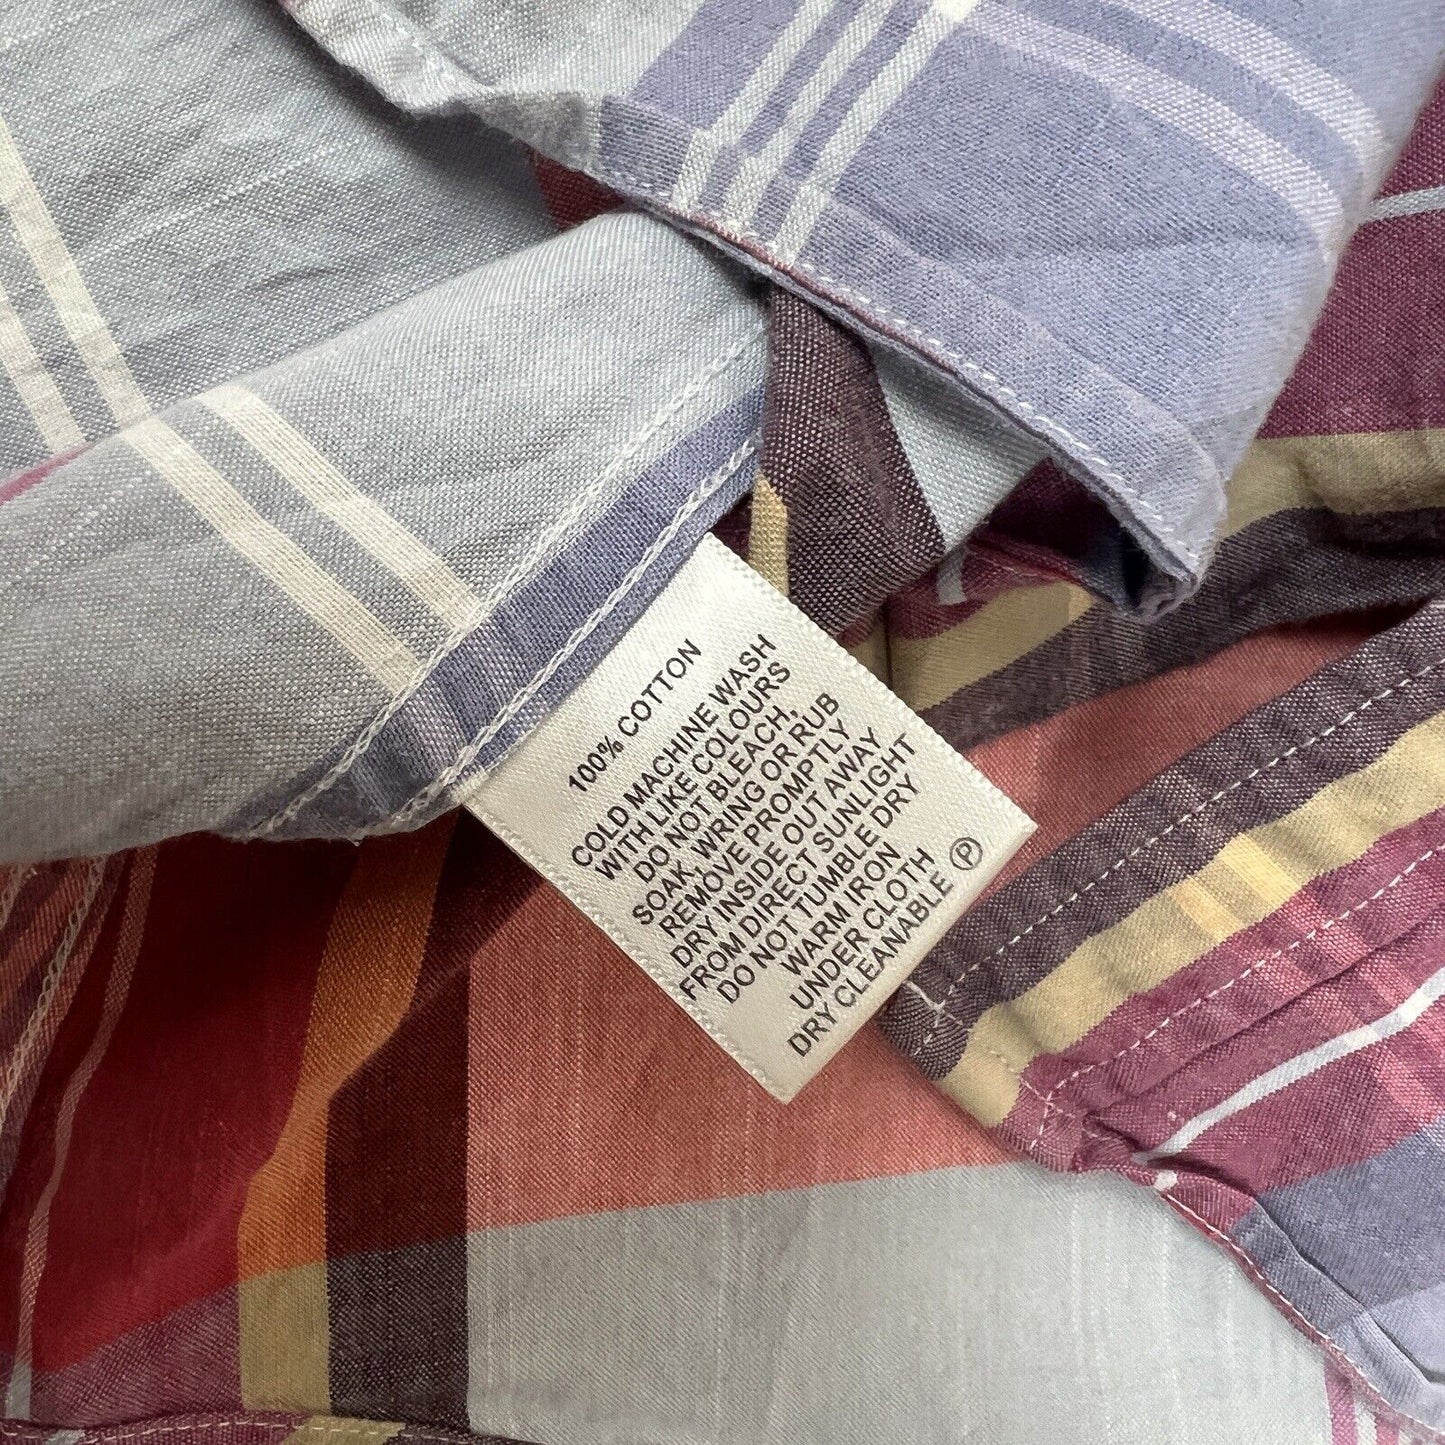 100% COTTON
COLD MACHINE WASH
WITH LIKE COLOURS
DO NOT BLEACH,
SOAK, WRING OR RUB
REMOVE PROMPTLY
DRY INSIDE OUT AWAY
FROM DIRECT SUNLIGHT
DO NOT TUMBLE DRY
WARM IRON
UNDER CLOTH
DRY CLEANABLE Ⓟ